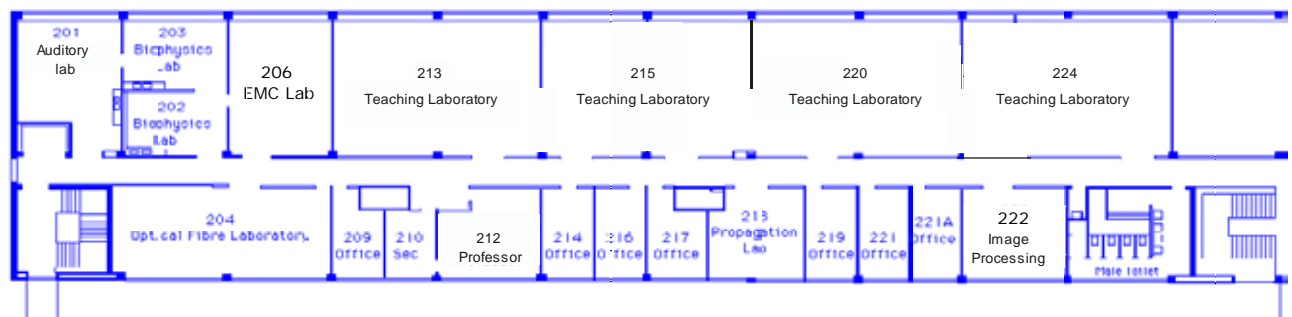 201
Auditory
lab
203
Biophysics
Lab
202
Biophysics
Lab
206
EMC Lab
213
Teaching Laboratory
215
Teaching Laboratory
220
Teaching Laboratory
224
Teaching Laboratory
204
Optical Fibre Laboratory
209
Office
210
Sec
212
Professor
214
Office
216
Office
217
Office
218
Propagation
Lab
219
Office
221
Office
221A
Office
222
Image
Processing
Male Toilet